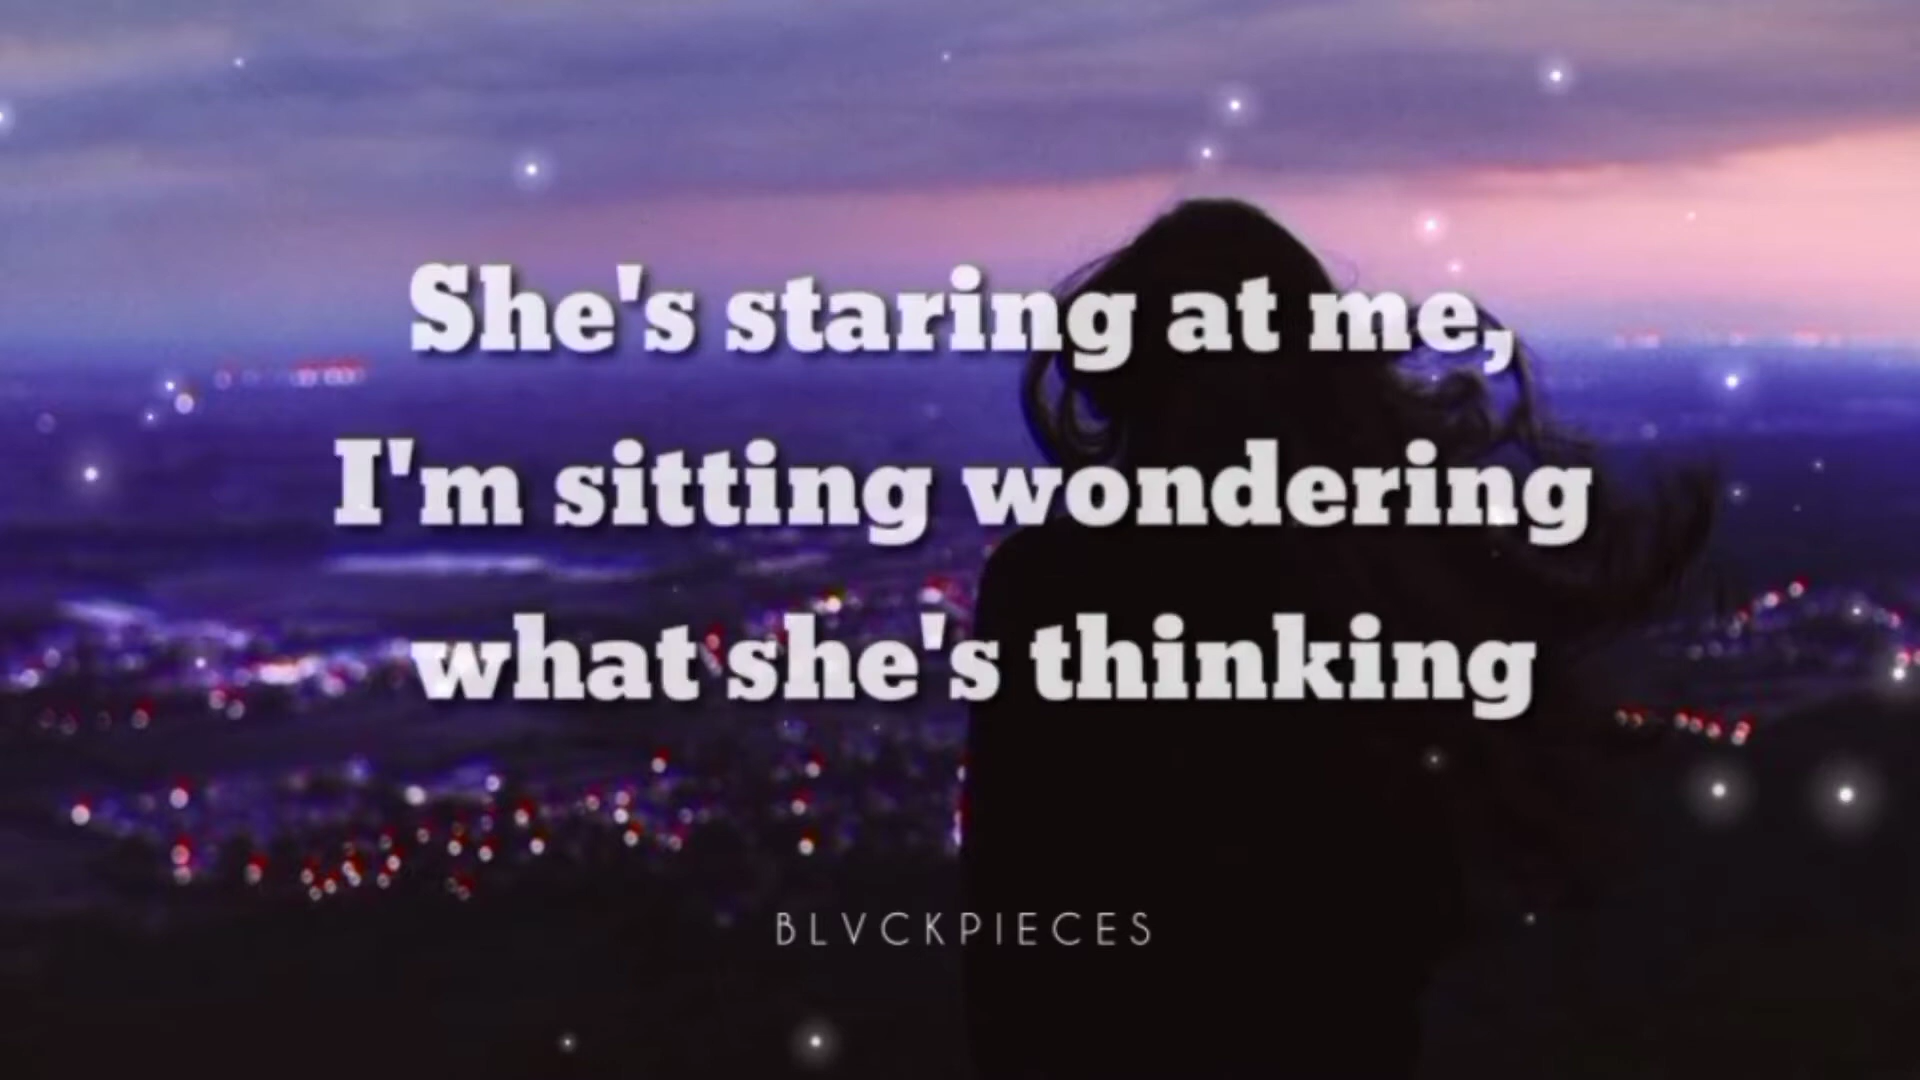 She's staring at me,
I'm sitting wondering
what she's thinking
BLVCKPIECES